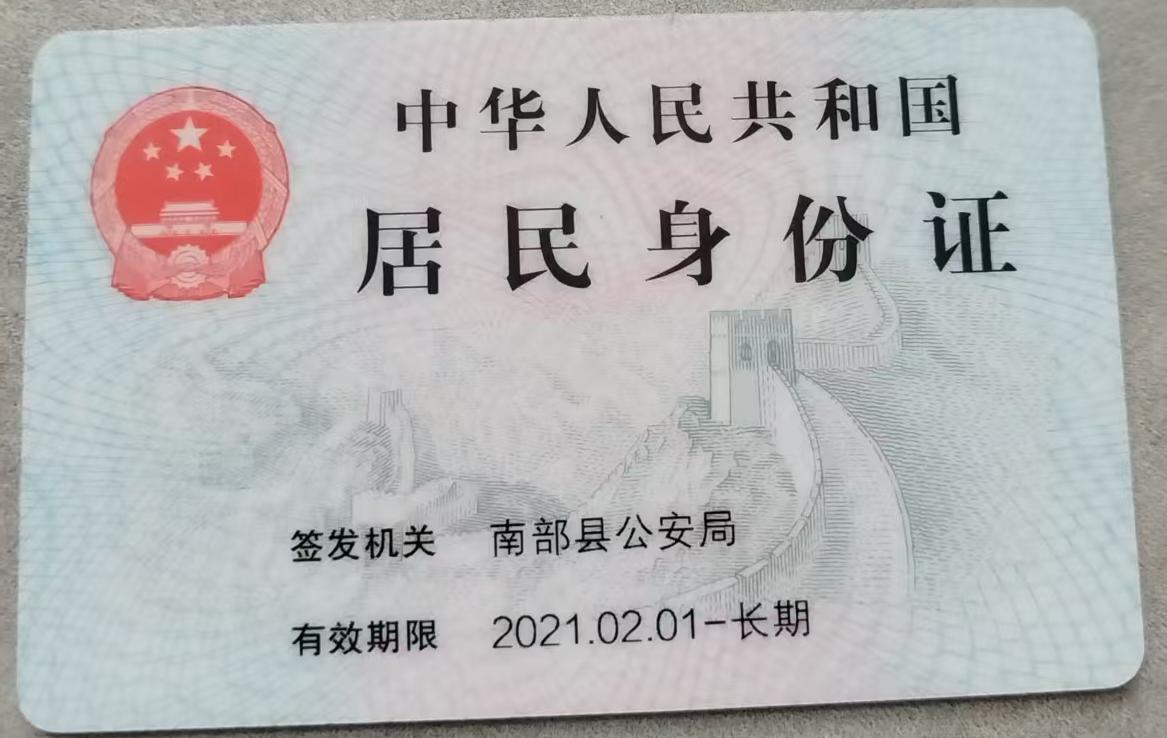 中华人民共和国
居民身份证
签发机关 南部县公安局
有效期限 2021.02.01-长期